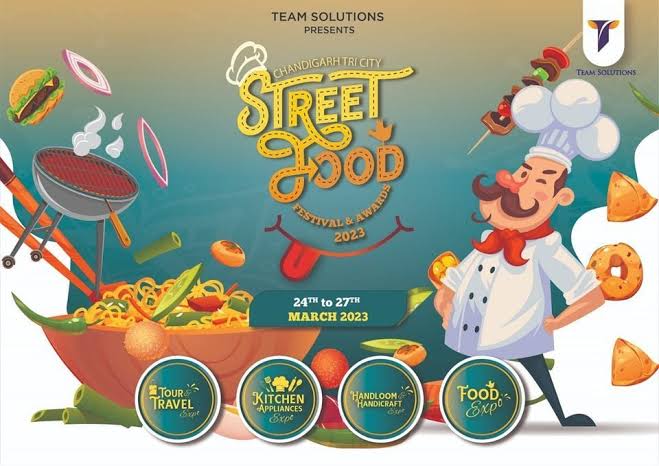 TEAM SOLUTIONS
PRESENTS
TEAM SOLUTIONS
CHANDIGARH TRI CITY
STREET
FOOD
FESTIVAL & AWARDS
2023
24TH to 27TH
MARCH 2023
TOUR &
TRAVEL
Expo
KITCHEN
& APPLIANCES
Expo
HANDLOOM &
HANDICRAFT
Expo
FOOD
Expo